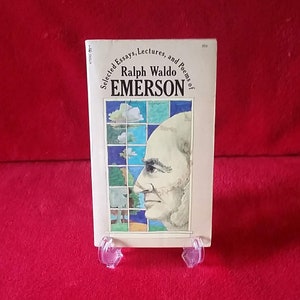 Selected Essays, Lectures, and Poems of
Ralph Waldo
EMERSON